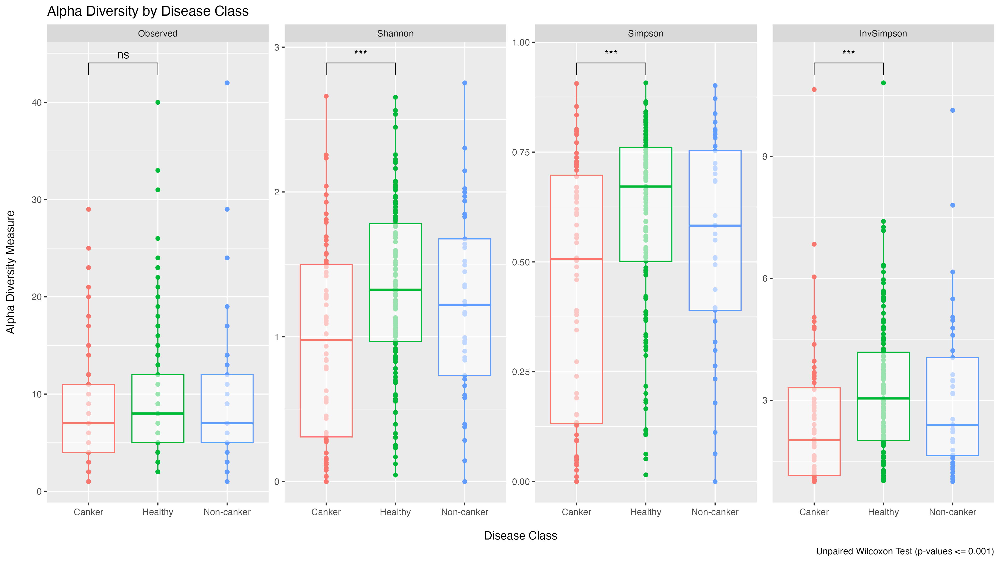 Alpha Diversity by Disease Class
Observed
Shannon
Simpson
InvSimpson
ns
***
***
***
40
30
20
10
0
3
2
1
0
1.00
0.75
0.50
0.25
0.00
9
6
3
Alpha Diversity Measure
Canker Healthy Non-canker
Canker Healthy Non-canker
Canker Healthy Non-canker
Canker Healthy Non-canker
Disease Class
Unpaired Wilcoxon Test (p-values <= 0.001)